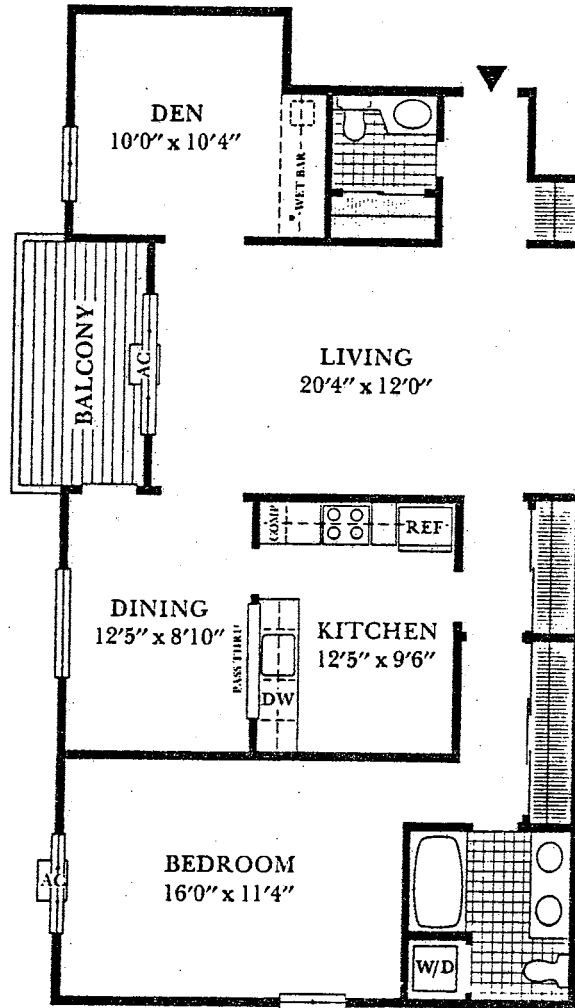 DEN
10'0" x 10'4"
WET BAR
BALCONY
AC
LIVING
20'4" x 12'0"
COMP
REF
DINING
12'5" x 8'10"
PASS THRU
KITCHEN
12'5" x 9'6"
DW
BEDROOM
16'0" x 11'4"
AC
W/D